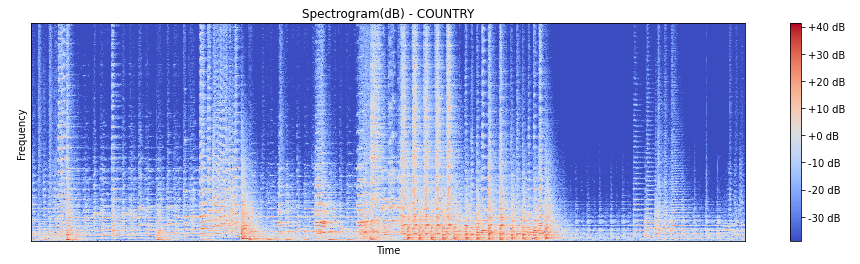 Spectrogram(dB) - COUNTRY
Frequency
Time
+40 dB
+30 dB
+20 dB
+10 dB
+0 dB
-10 dB
-20 dB
-30 dB